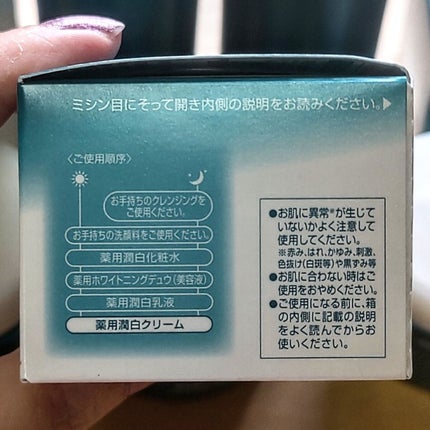 ミシン目にそって開き内側の説明をお読みください。▶
〈ご使用順序〉
お手持ちのクレンジングを
ご使用ください。
お手持ちの洗顔料をご使用ください。
薬用潤白化粧水
薬用ホワイトニングデュウ(美容液)
薬用潤白乳液
薬用潤白クリーム
●お肌に異常※が生じて
いないかよく注意して
使用してください。
※赤み、はれ、かゆみ、刺激、
色抜け(白斑等)や黒ずみ等
●お肌に合わない時はご
使用をおやめください。
●ご使用になる前に、箱
の内側に記載の説明
をよく読んでからお
使いください。